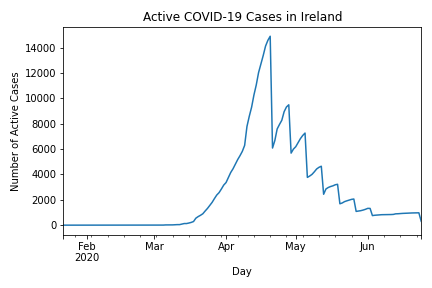 Active COVID-19 Cases in Ireland
14000
12000
10000
8000
6000
4000
2000
0
Number of Active Cases
Feb Mar Apr May Jun
2020
Day